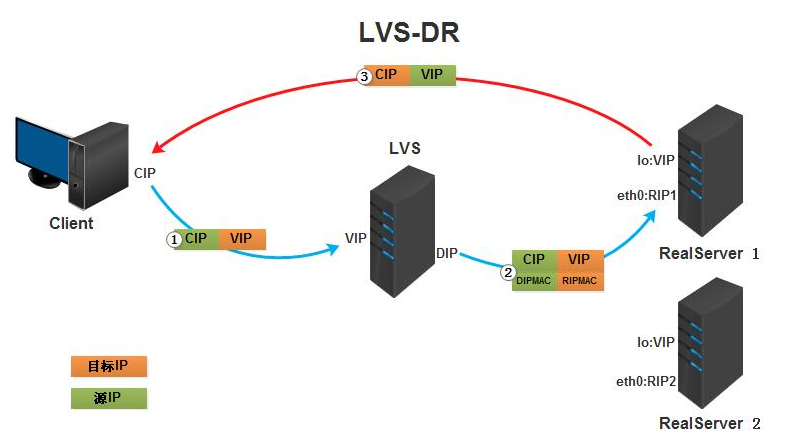 LVS-DR
③ CIP VIP
LVS
lo:VIP
CIP
eth0:RIP1
Client
① CIP VIP
VIP
DIP
② CIP VIP
DIPMAC RIPMAC
RealServer 1
lo:VIP
目标IP
eth0:RIP2
源IP
RealServer 2